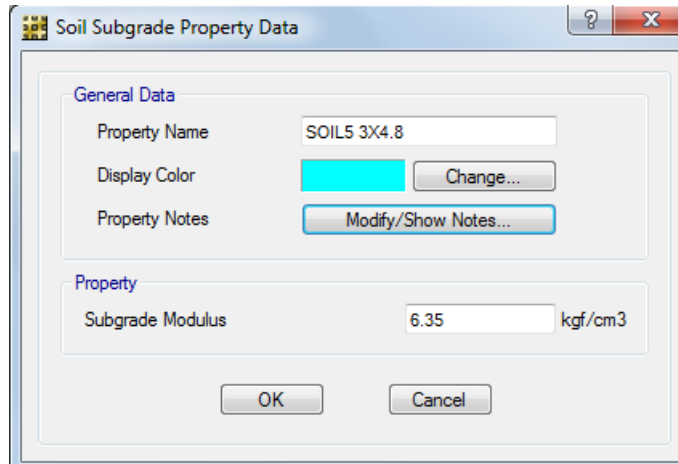 Soil Subgrade Property Data
General Data
Property Name SOIL5 3X4.8
Display Color Change...
Property Notes Modify/Show Notes...
Property
Subgrade Modulus 6.35 kgf/cm3
OK Cancel